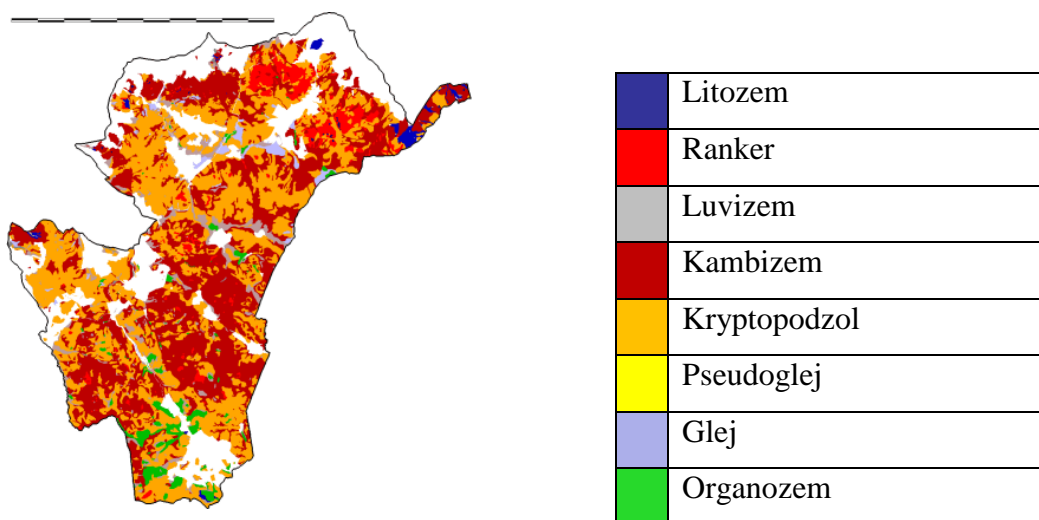 Litozem
Ranker
Luvizem
Kambizem
Kryptopodzol
Pseudoglej
Glej
Organozem